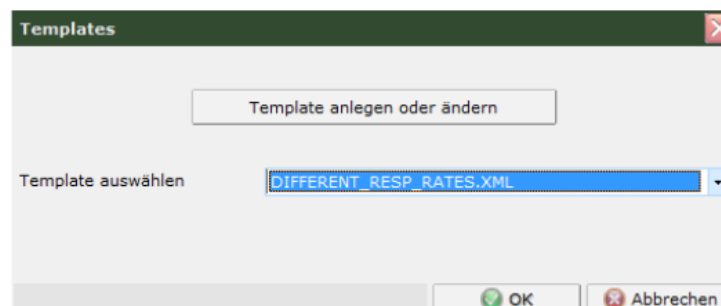 Templates
Template anlegen oder ändern
Template auswählen DIFFERENT_RESP_RATES.XML
OK Abbrechen